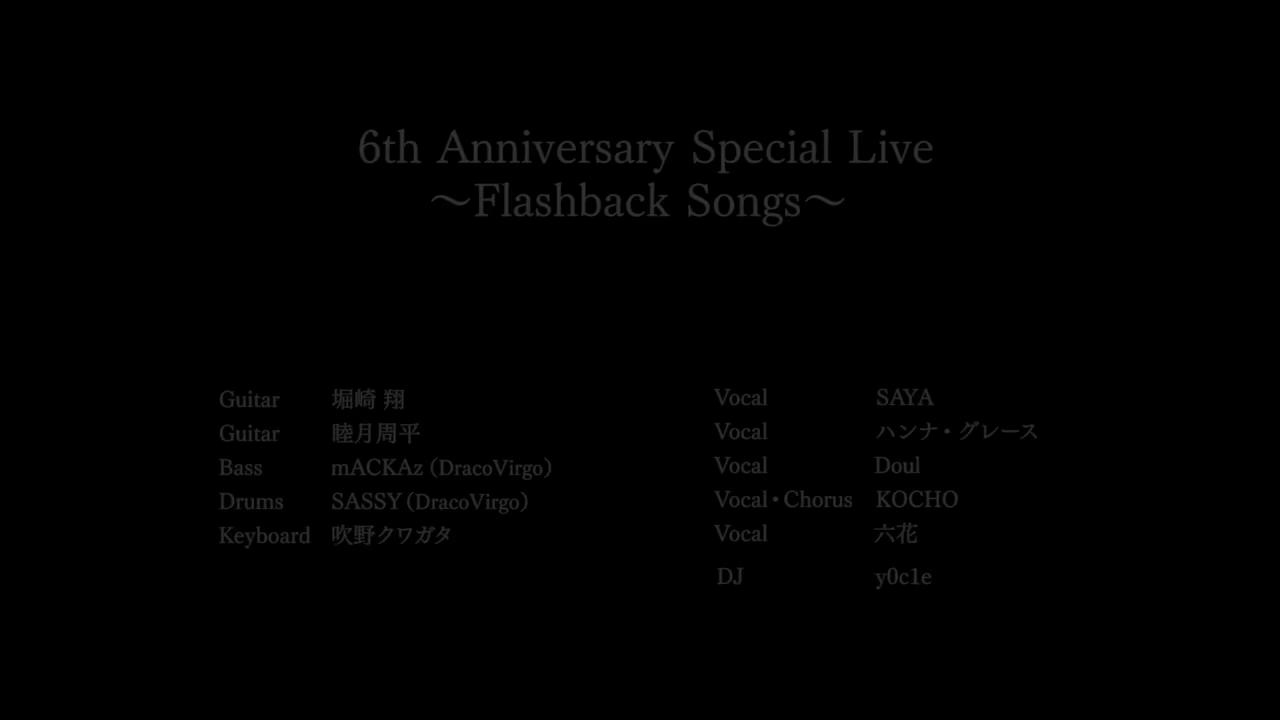 6th Anniversary Special Live
～Flashback Songs～
Guitar 堀崎 翔
Guitar 睦月周平
Bass mACKAz（DracoVirgo）
Drums SASSY（DracoVirgo）
Keyboard 吹野クワガタ
Vocal SAYA
Vocal ハンナ・グレース
Vocal Doul
Vocal・Chorus KOCHO
Vocal 六花
DJ y0c1e